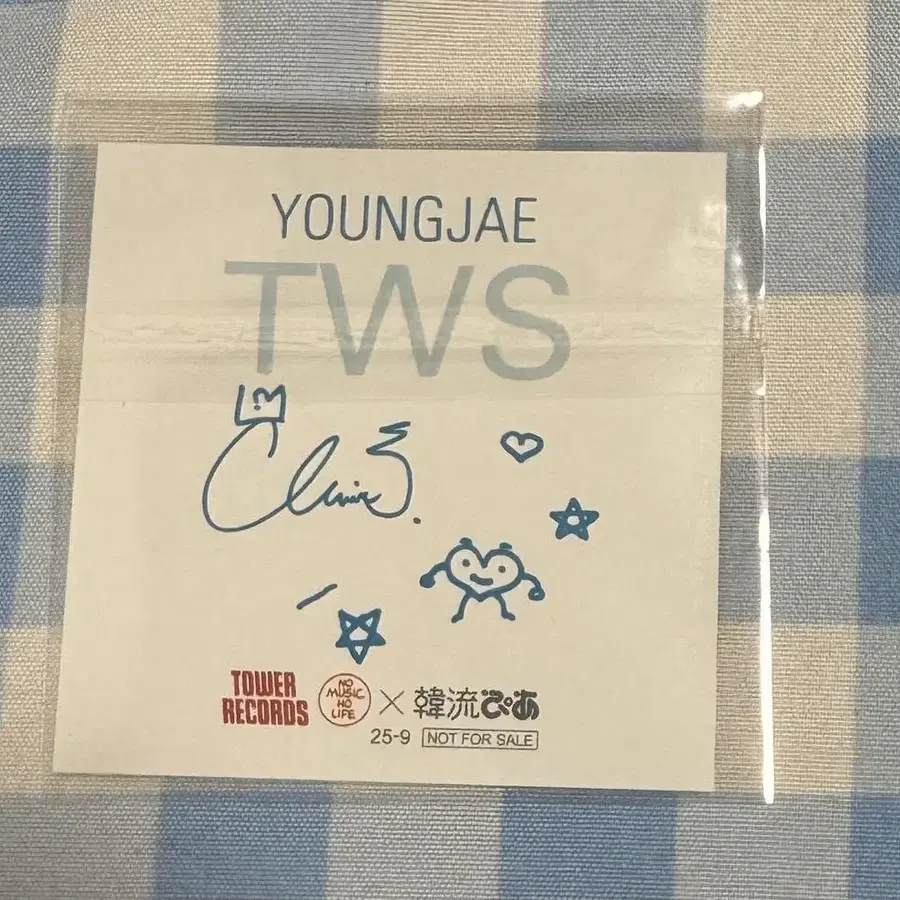 YOUNGJAE
TWS
TOWER
RECORDS
NO
MUSIC
NO
LIFE
×
韓流ぴあ
25-9 NOT FOR SALE